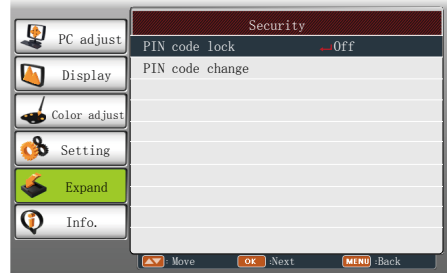 PC adjust
Display
Color adjust
Setting
Expand
Info.
Security
PIN code lock Off
PIN code change
: Move OK :Next MENU :Back